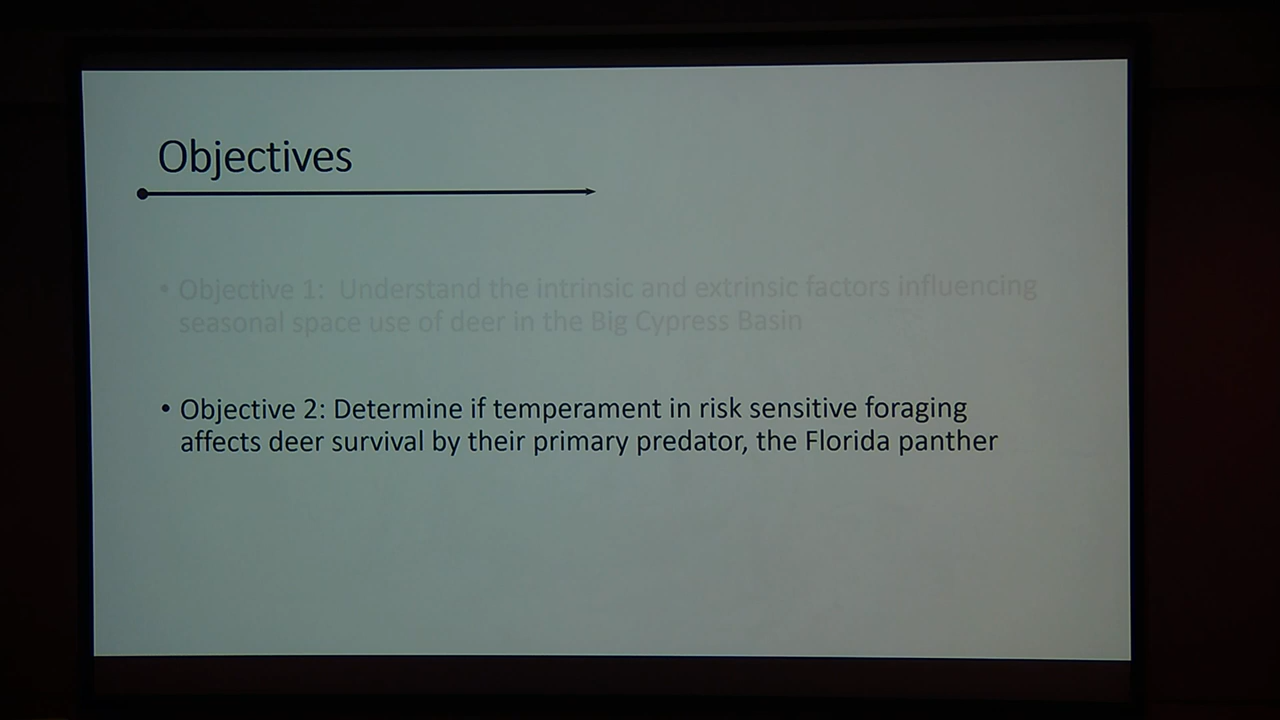 Objectives
• Objective 1: Understand the intrinsic and extrinsic factors influencing
seasonal space use of deer in the Big Cypress Basin
• Objective 2: Determine if temperament in risk sensitive foraging
affects deer survival by their primary predator, the Florida panther